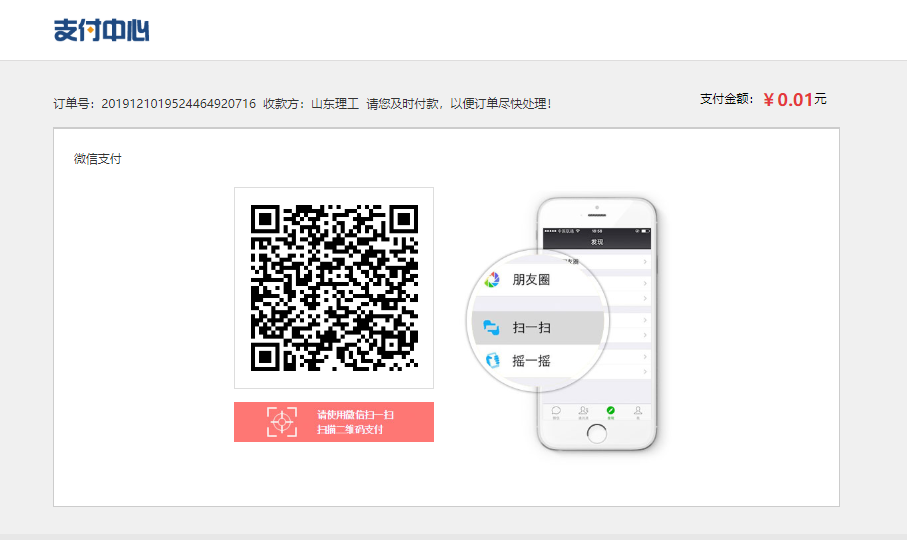 支付中心
订单号：2019121019524464920716 收款方：山东理工 请您及时付款，以便订单尽快处理！
支付金额：￥0.01元
微信支付
发现
朋友圈
扫一扫
摇一摇
请使用微信扫一扫
扫描二维码支付